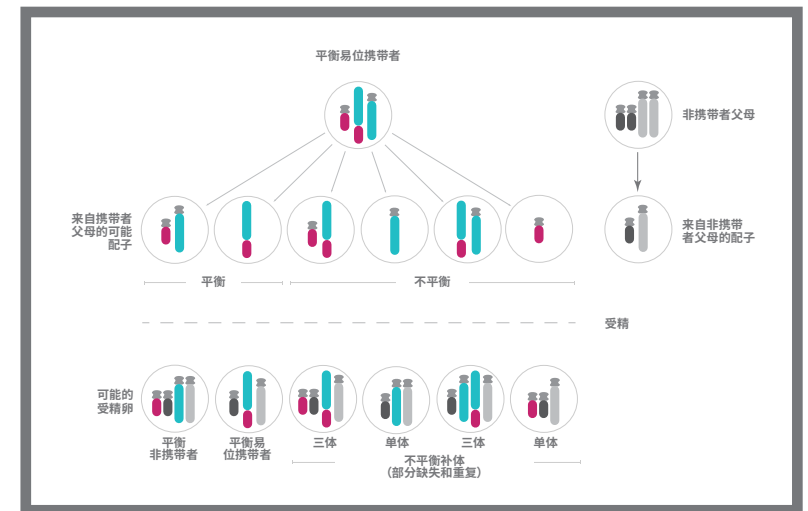 平衡易位携带者
非携带者父母
来自携带者
父母的可能
配子
来自非携带
者父母的配子
平衡
不平衡
受精
可能的
受精卵
平衡
非携带者
平衡易
位携带者
三体
单体
三体
单体
不平衡补体
（部分缺失和重复）